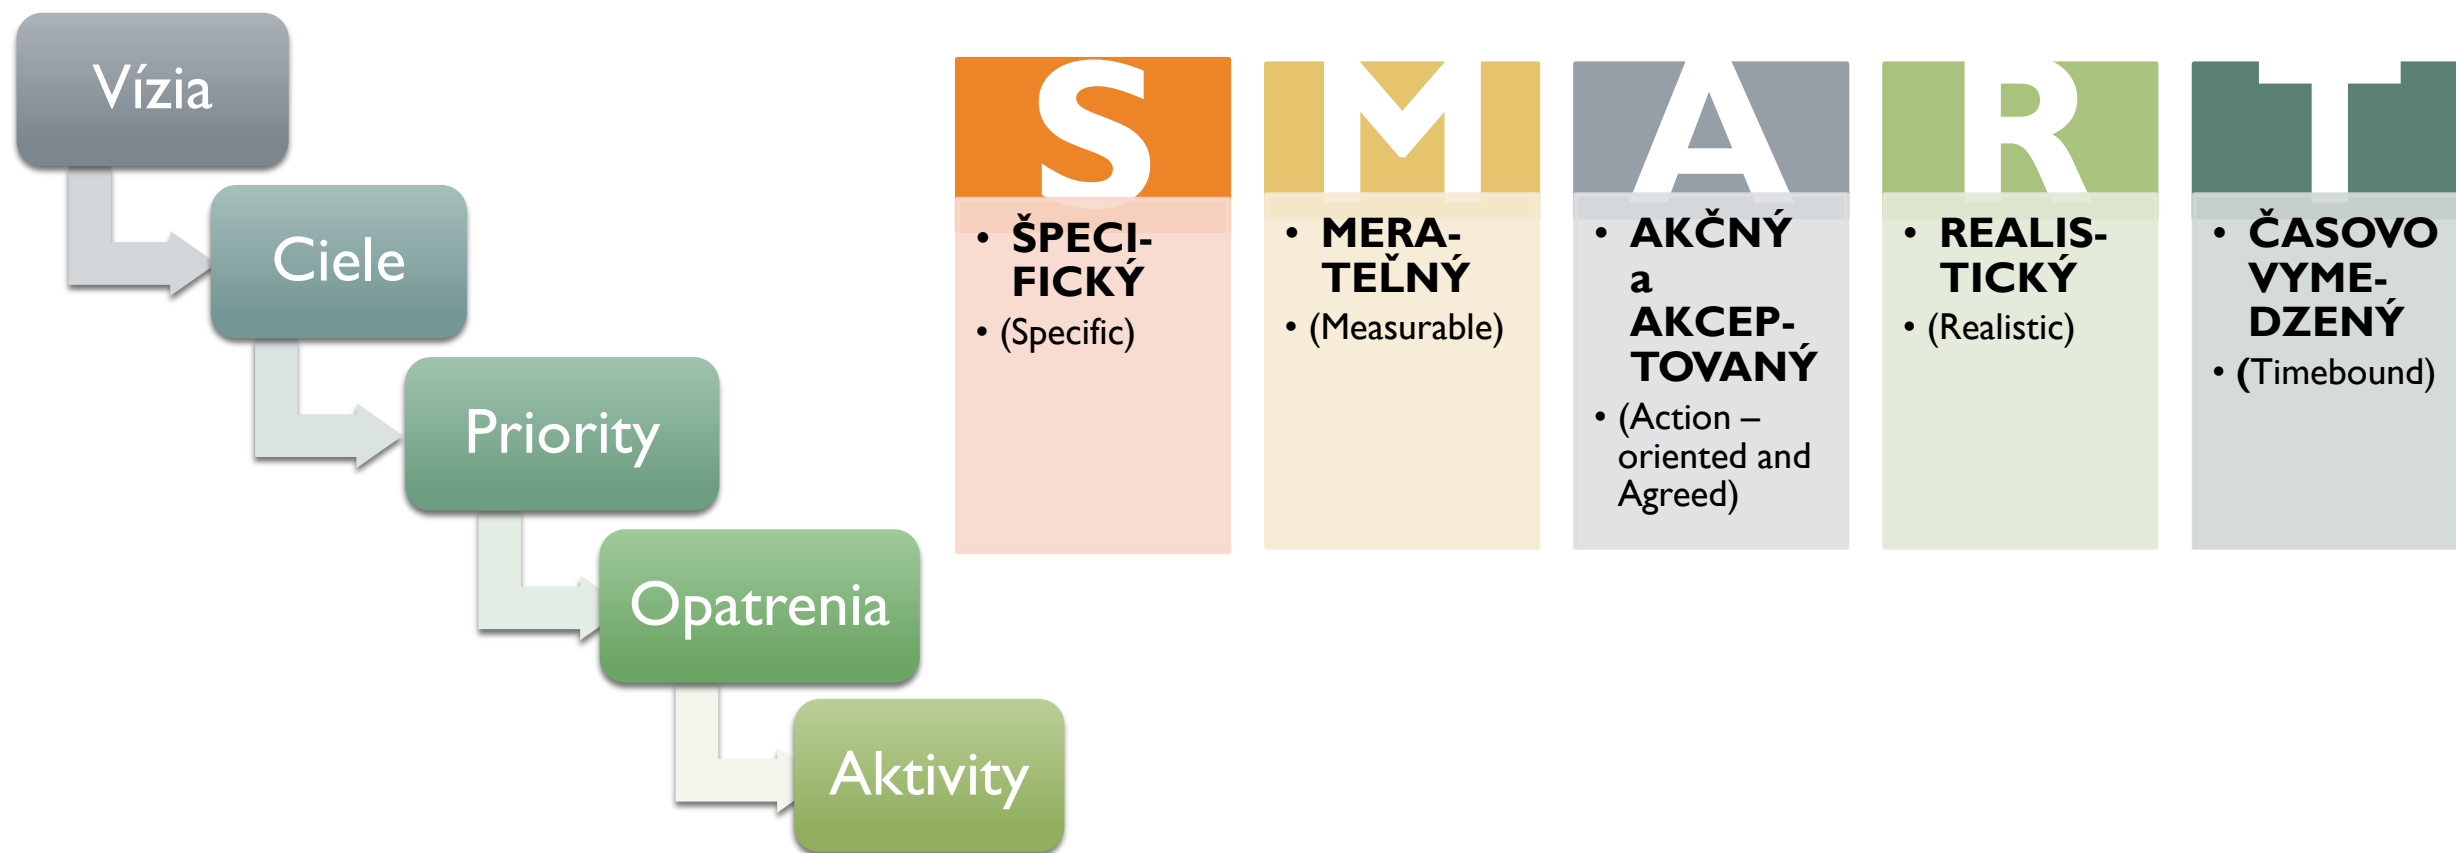 Vízia
Ciele
Priority
Opatrenia
Aktivity
S
• ŠPECI-
FICKÝ
• (Specific)
M
• MERA-
TEĽNÝ
• (Measurable)
A
• AKČNÝ
a
AKCEP-
TOVANÝ
• (Action –
oriented and
Agreed)
R
• REALIS-
TICKÝ
• (Realistic)
T
• ČASOVO
VYME-
DZENÝ
• (Timebound)